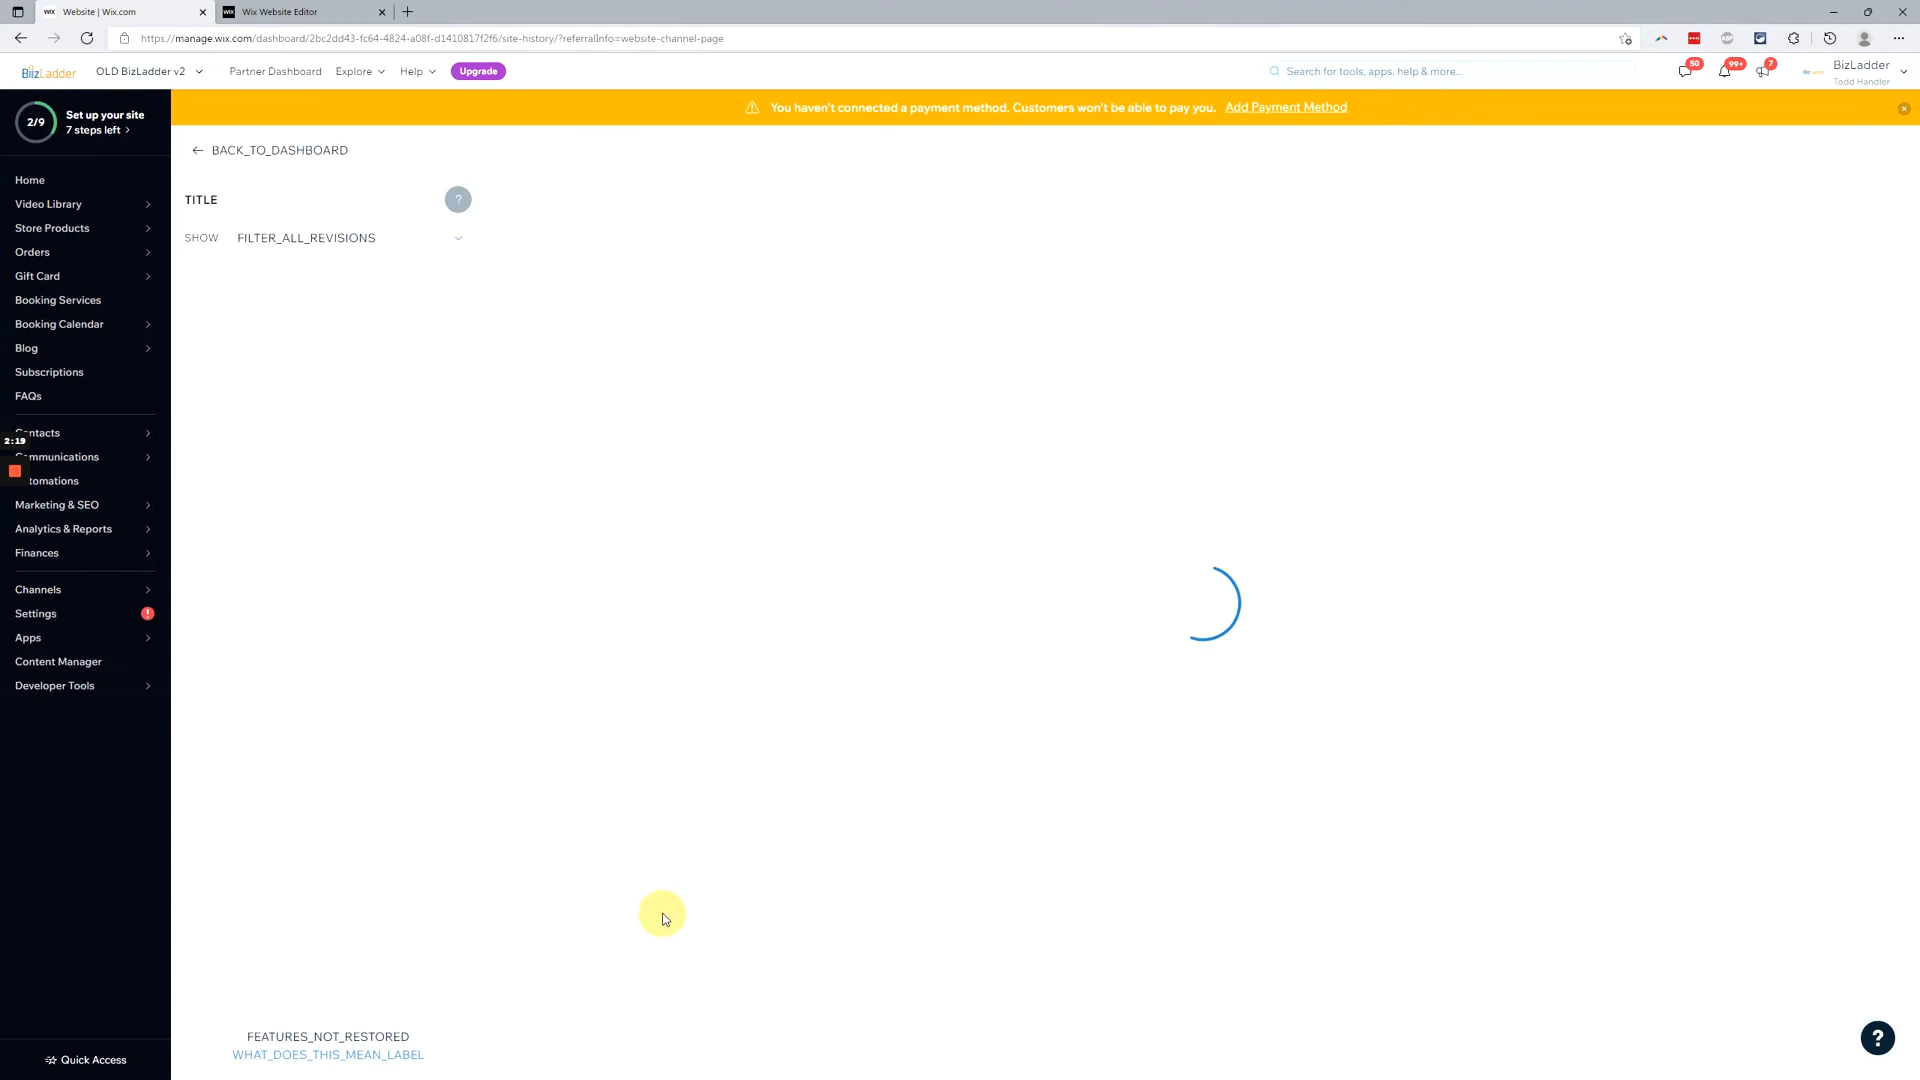 Website | Wix.com
WIX Wix Website Editor
https://manage.wix.com/dashboard/2bc2dd43-fc64-4824-a08f-d1410817f2f6/site-history/?referralInfo=website-channel-page
ABP
BizLadder
OLD BizLadder v2
Partner Dashboard
Explore
Help
Upgrade
Search for tools, apps, help & more...
50
99+
7
BizLadder
Todd Handler
2/9
Set up your site
7 steps left
You haven't connected a payment method. Customers won't be able to pay you. Add Payment Method
BACK_TO_DASHBOARD
TITLE
?
SHOW FILTER_ALL_REVISIONS
Home
Video Library
Store Products
Orders
Gift Card
Booking Services
Booking Calendar
Blog
Subscriptions
FAQs
ntacts
2:19
mmunications
tomations
Marketing & SEO
Analytics & Reports
Finances
Channels
Settings
!
Apps
Content Manager
Developer Tools
FEATURES_NOT_RESTORED
WHAT_DOES_THIS_MEAN_LABEL
Quick Access
?